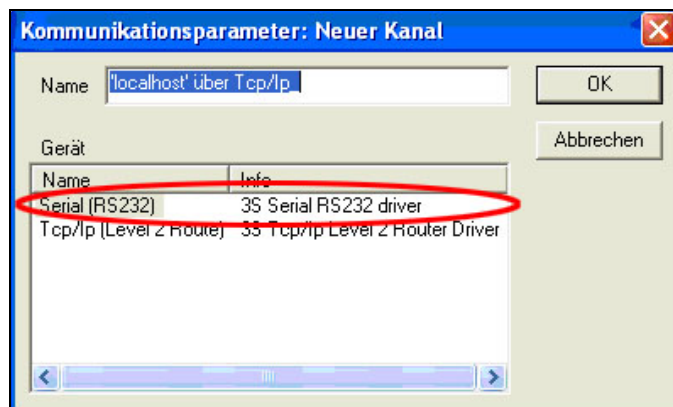 Kommunikationsparameter: Neuer Kanal
Name 'localhost' über Tcp/Ip_ OK
Abbrechen
Gerät
Name Info
Serial (RS232) 3S Serial RS232 driver
Tcp/Ip (Level 2 Route) 3S Tcp/Ip Level 2 Router Driver